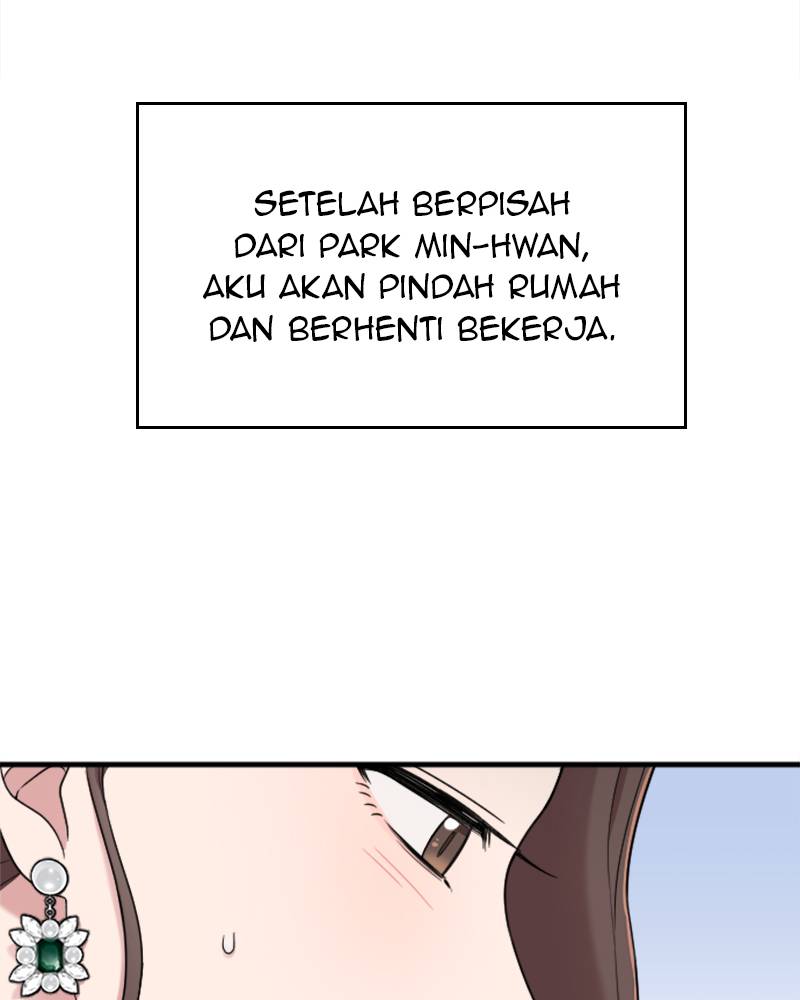 SETELAH BERPISAH
DARI PARK MIN-HWAN,
AKU AKAN PINDAH RUMAH
DAN BERHENTI BEKERJA.